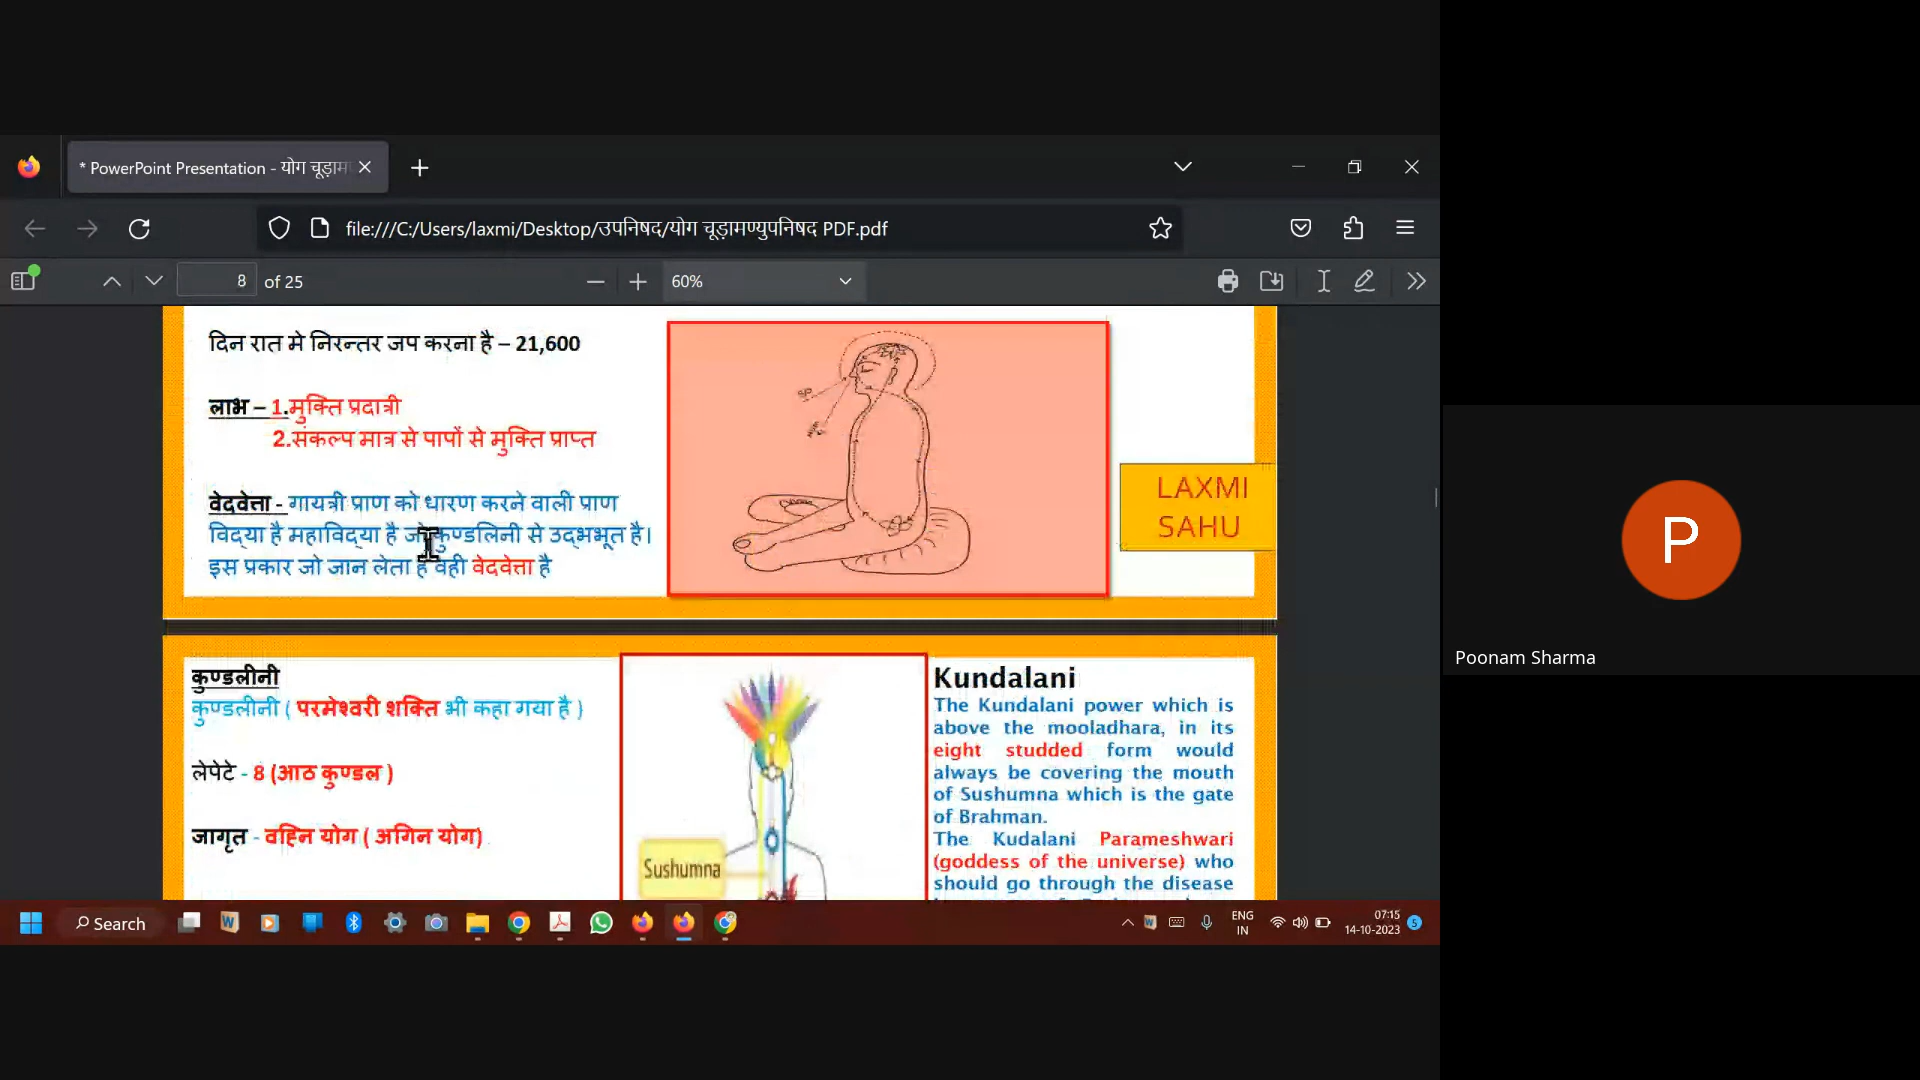 * PowerPoint Presentation - योग चूड़ाम
file:///C:/Users/laxmi/Desktop/उपनिषद/योग चूड़ामण्युपनिषद PDF.pdf
8 of 25
60%
दिन रात मे निरन्तर जप करना है – 21,600
लाभ – 1.मुक्ति प्रदात्री
2.संकल्प मात्र से पापों से मुक्ति प्राप्त
वेदवेत्ता - गायत्री प्राण को धारण करने वाली प्राण
विद्या है महाविद्या है जो कुण्डलिनी से उद्भभूत है।
इस प्रकार जो जान लेता है वही वेदवेत्ता है
LAXMI
SAHU
कुण्डलीनी
कुण्डलीनी ( परमेश्वरी शक्ति भी कहा गया है )
लेपेटे - 8 (आठ कुण्डल )
जागृत - वह्नि योग ( अगिन योग)
Sushumna
Kundalani
The Kundalani power which is
above the mooladhara, in its
eight studded form would
always be covering the mouth
of Sushumna which is the gate
of Brahman.
The Kudalani Parameshwari
(goddess of the universe) who
should go through the disease
Poonam Sharma
P
Search
ENG
IN
07:15
14-10-2023
5